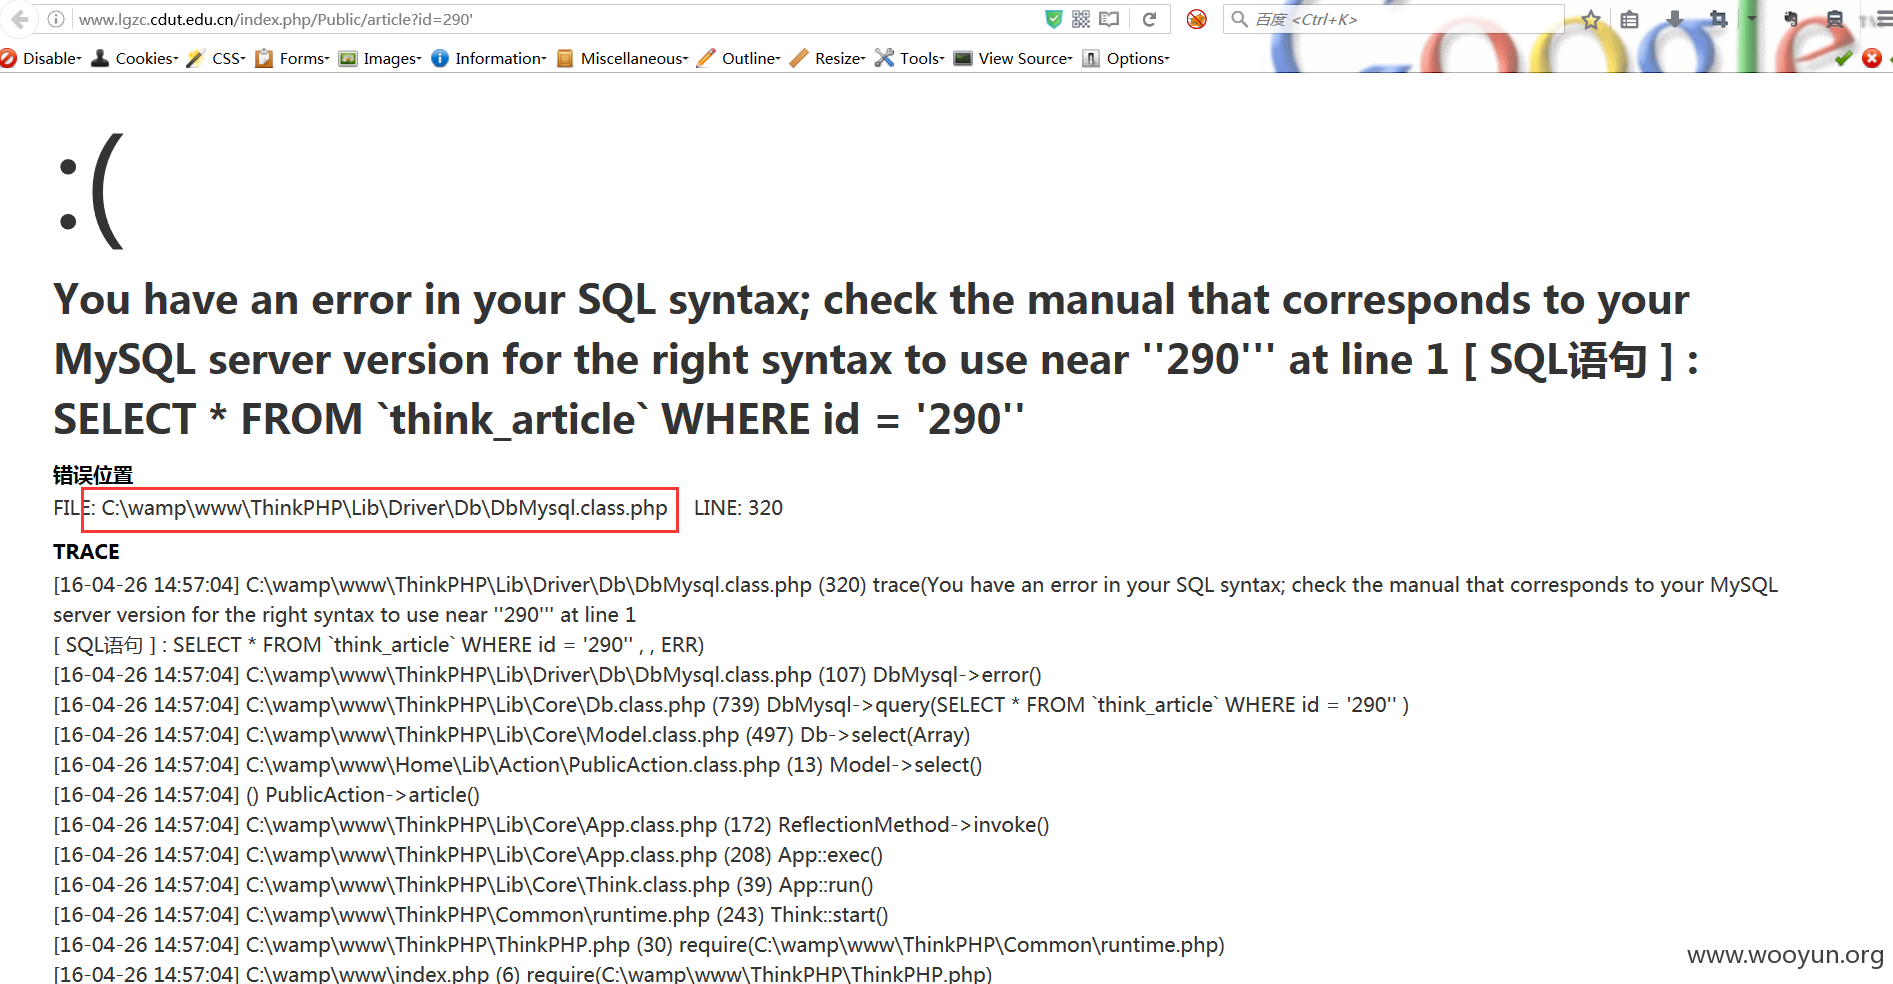 www.lgzc.cdut.edu.cn/index.php/Public/article?id=290'
百度 <Ctrl+K>
Disable Cookies CSS Forms Images Information Miscellaneous Outline Resize Tools View Source Options
Google
:(
You have an error in your SQL syntax; check the manual that corresponds to your
MySQL server version for the right syntax to use near ''290''' at line 1 [ SQL语句 ] :
SELECT * FROM `think_article` WHERE id = '290''
错误位置
FILE: C:\wamp\www\ThinkPHP\Lib\Driver\Db\DbMysql.class.php LINE: 320
TRACE
[16-04-26 14:57:04] C:\wamp\www\ThinkPHP\Lib\Driver\Db\DbMysql.class.php (320) trace(You have an error in your SQL syntax; check the manual that corresponds to your MySQL
server version for the right syntax to use near ''290''' at line 1
[ SQL语句 ] : SELECT * FROM `think_article` WHERE id = '290'' , , ERR)
[16-04-26 14:57:04] C:\wamp\www\ThinkPHP\Lib\Driver\Db\DbMysql.class.php (107) DbMysql->error()
[16-04-26 14:57:04] C:\wamp\www\ThinkPHP\Lib\Core\Db.class.php (739) DbMysql->query(SELECT * FROM `think_article` WHERE id = '290'' )
[16-04-26 14:57:04] C:\wamp\www\ThinkPHP\Lib\Core\Model.class.php (497) Db->select(Array)
[16-04-26 14:57:04] C:\wamp\www\Home\Lib\Action\PublicAction.class.php (13) Model->select()
[16-04-26 14:57:04] () PublicAction->article()
[16-04-26 14:57:04] C:\wamp\www\ThinkPHP\Lib\Core\App.class.php (172) ReflectionMethod->invoke()
[16-04-26 14:57:04] C:\wamp\www\ThinkPHP\Lib\Core\App.class.php (208) App::exec()
[16-04-26 14:57:04] C:\wamp\www\ThinkPHP\Lib\Core\Think.class.php (39) App::run()
[16-04-26 14:57:04] C:\wamp\www\ThinkPHP\Common\runtime.php (243) Think::start()
[16-04-26 14:57:04] C:\wamp\www\ThinkPHP\ThinkPHP.php (30) require(C:\wamp\www\ThinkPHP\Common\runtime.php)
[16-04-26 14:57:04] C:\wamp\www\index.php (6) require(C:\wamp\www\ThinkPHP\ThinkPHP.php)
www.wooyun.org